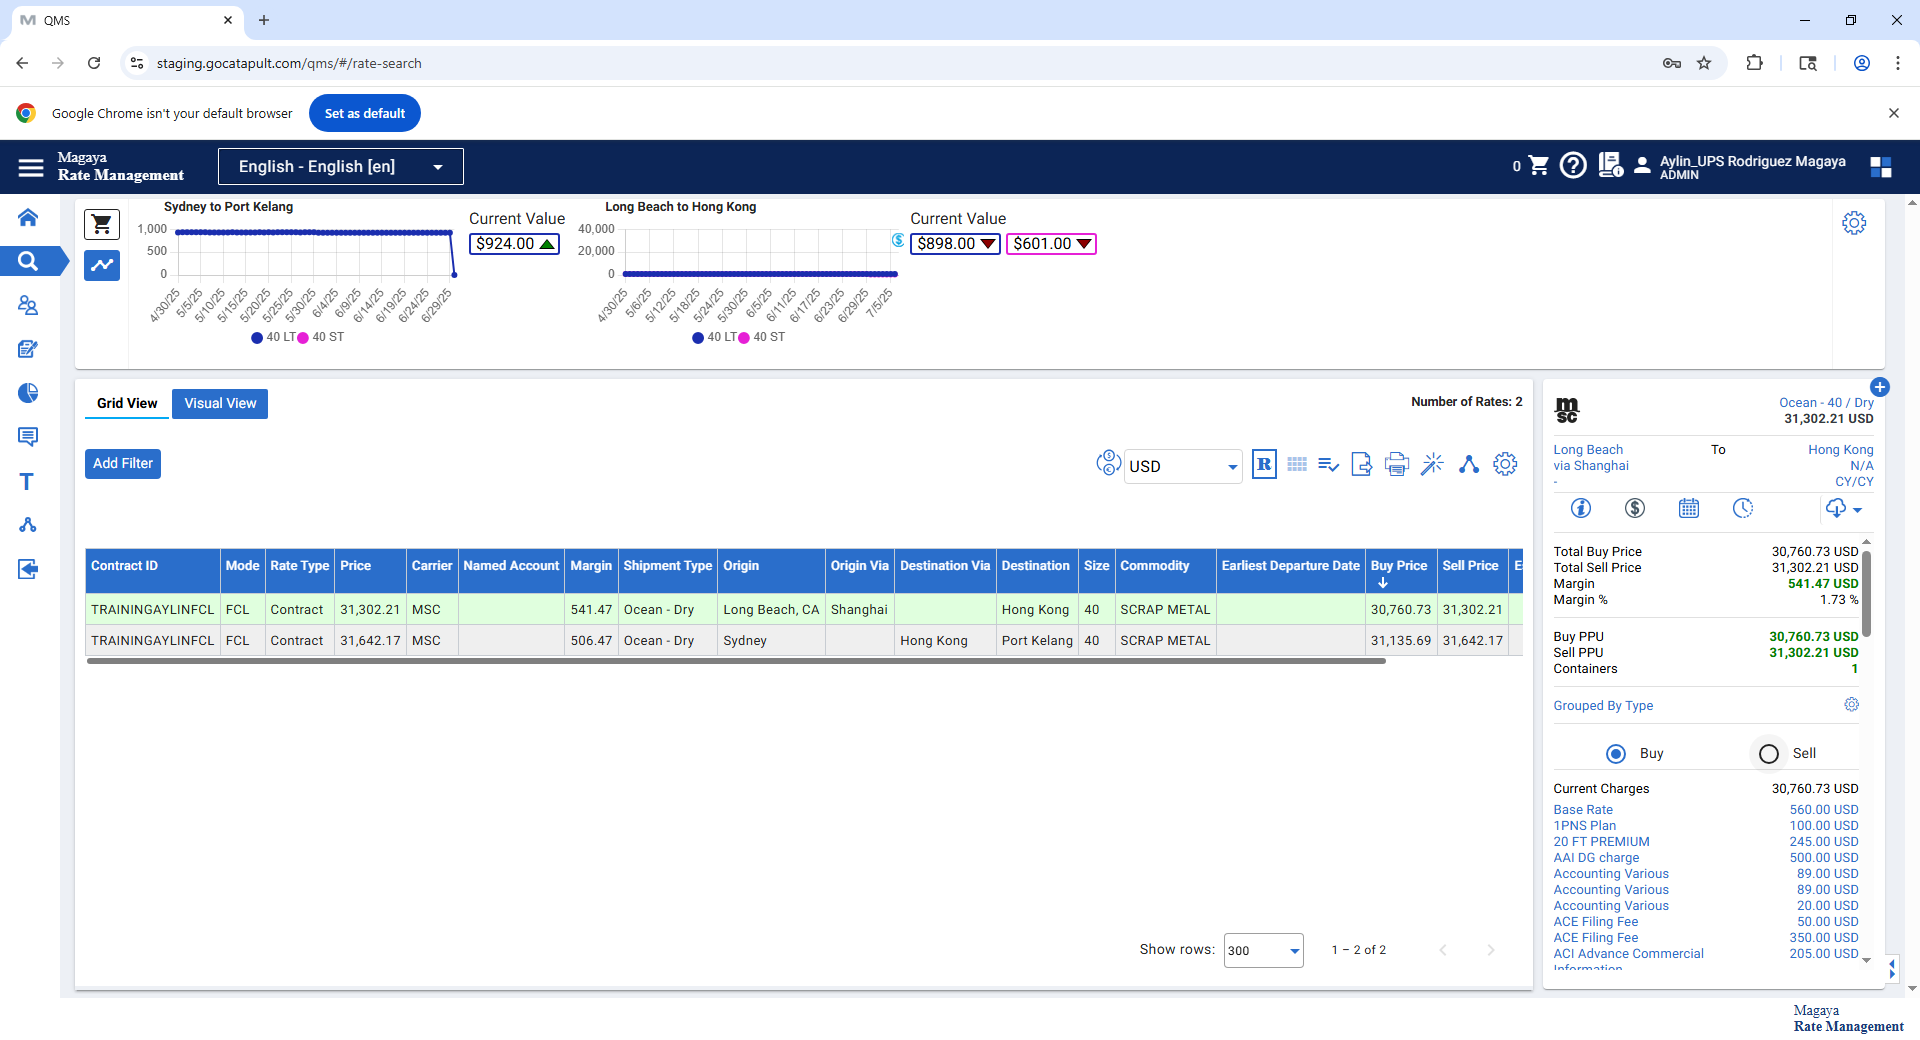 QMS
staging.gocatapult.com/qms/#/rate-search
Google Chrome isn't your default browser
Set as default
Magaya
Rate Management
English - English [en]
0
Aylin_UPS Rodriguez Magaya
ADMIN
Sydney to Port Kelang
1,000
500
0
4/30/25
5/5/25
5/10/25
5/15/25
5/20/25
5/25/25
5/30/25
6/4/25
6/9/25
6/14/25
6/19/25
6/24/25
6/29/25
40 LT
40 ST
Current Value
$924.00
Long Beach to Hong Kong
40,000
20,000
0
4/30/25
5/6/25
5/12/25
5/18/25
5/24/25
5/30/25
6/5/25
6/11/25
6/17/25
6/23/25
6/29/25
7/5/25
40 LT
40 ST
Current Value
$898.00
$601.00
Grid View
Visual View
Number of Rates: 2
Add Filter
USD
R
Contract ID Mode Rate Type Price Carrier Named Account Margin Shipment Type Origin Origin Via Destination Via Destination Size Commodity Earliest Departure Date Buy Price Sell Price
TRAININGAYLINFCL FCL Contract 31,302.21 MSC 541.47 Ocean - Dry Long Beach, CA Shanghai Hong Kong 40 SCRAP METAL 30,760.73 31,302.21
TRAININGAYLINFCL FCL Contract 31,642.17 MSC 506.47 Ocean - Dry Sydney Hong Kong Port Kelang 40 SCRAP METAL 31,135.69 31,642.17
Show rows: 300 1 – 2 of 2
msc
Ocean - 40 / Dry
31,302.21 USD
Long Beach To Hong Kong
via Shanghai N/A
- CY/CY
Total Buy Price 30,760.73 USD
Total Sell Price 31,302.21 USD
Margin 541.47 USD
Margin % 1.73 %
Buy PPU 30,760.73 USD
Sell PPU 31,302.21 USD
Containers 1
Grouped By Type
Buy
Sell
Current Charges 30,760.73 USD
Base Rate 560.00 USD
1PNS Plan 100.00 USD
20 FT PREMIUM 245.00 USD
AAI DG charge 500.00 USD
Accounting Various 89.00 USD
Accounting Various 89.00 USD
Accounting Various 20.00 USD
ACE Filing Fee 50.00 USD
ACE Filing Fee 350.00 USD
ACI Advance Commercial 205.00 USD
Information
Magaya
Rate Management